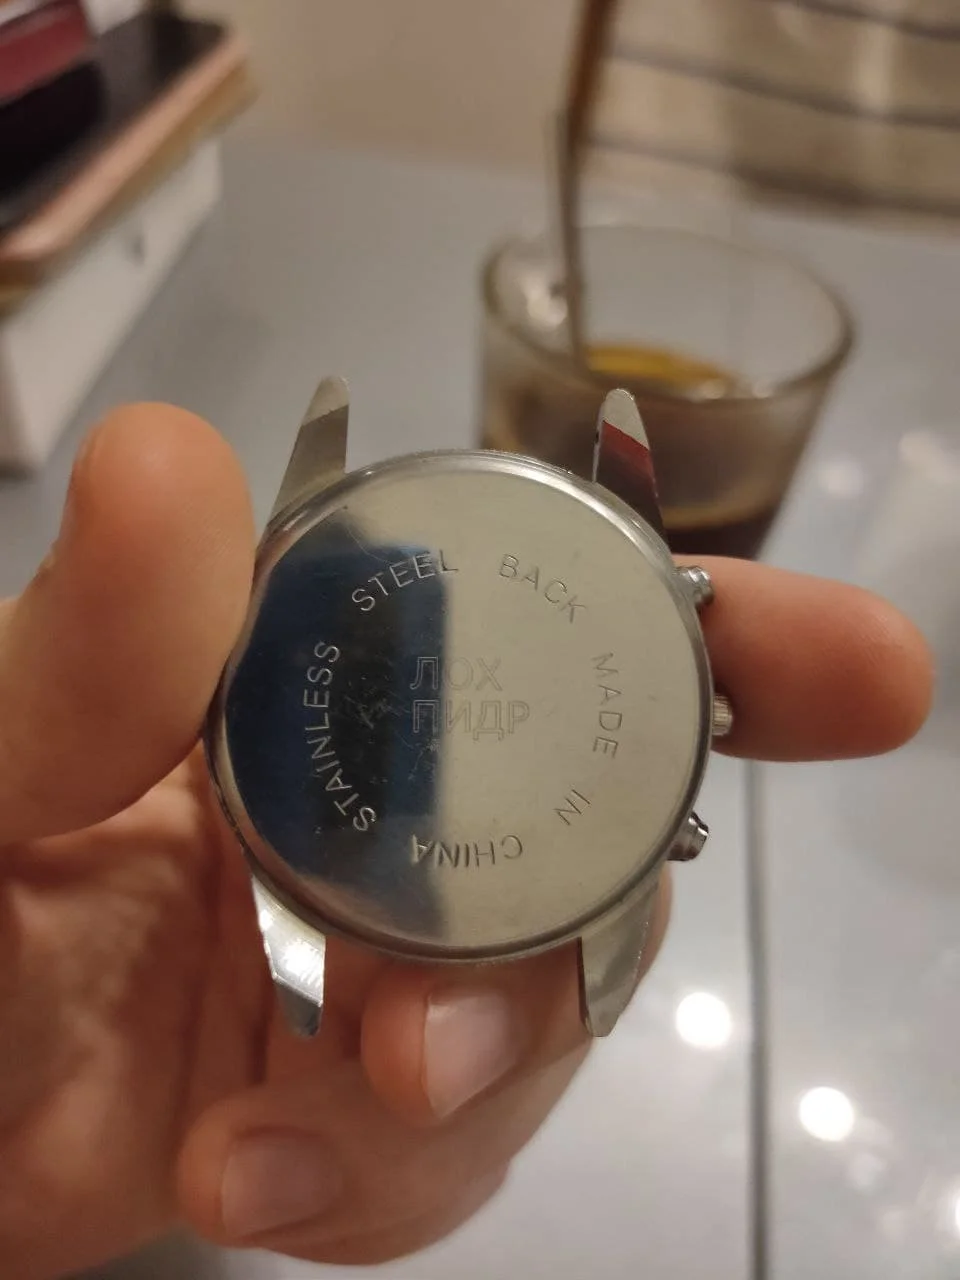 STAINLESS STEEL BACK MADE IN CHINA
ЛОХ
ПИДР